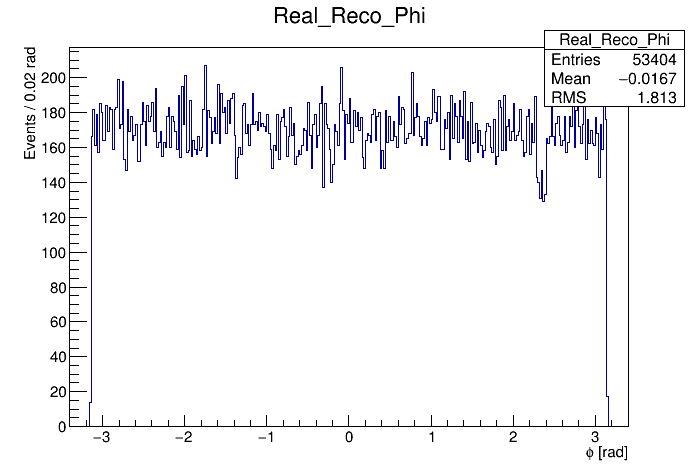 Real_Reco_Phi
Real_Reco_Phi
Entries 53404
Mean −0.0167
RMS 1.813
Events / 0.02 rad
200
180
160
140
120
100
80
60
40
20
0
−3 −2 −1 0 1 2 3
ϕ [rad]